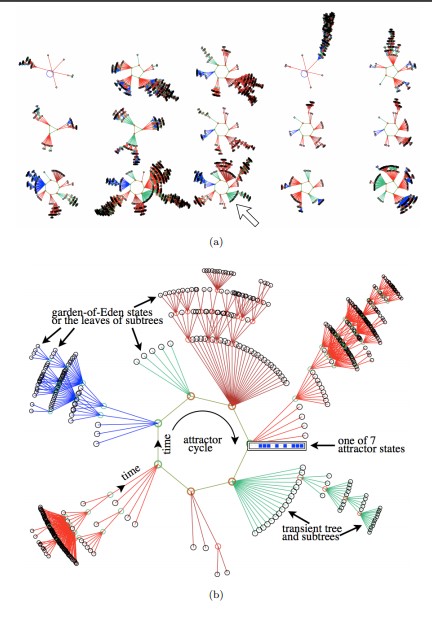 (a)
garden-of-Eden states
or the leaves of subtrees
time
attractor
cycle
one of 7
attractor states
time
transient tree
and subtrees
(b)